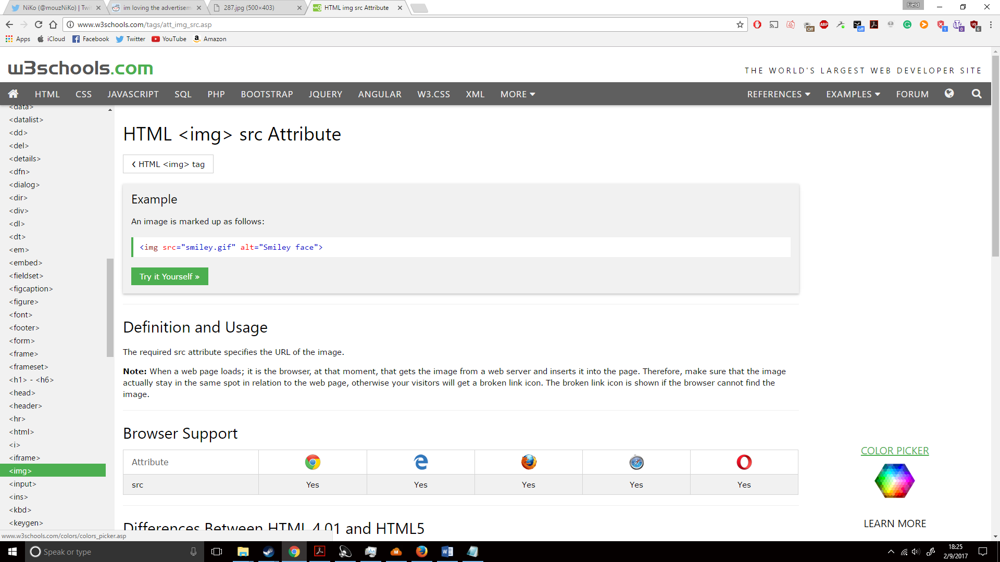 NiKo (@mouzNiKo) | Twit
im loving the advertisem
287.jpg (500×403)
HTML img src Attribute
Field
www.w3schools.com/tags/att_img_src.asp
Off
ABP
off
1
0
6
Apps
iCloud
Facebook
Twitter
YouTube
Amazon
w3schools.com
THE WORLD'S LARGEST WEB DEVELOPER SITE
HTML
CSS
JAVASCRIPT
SQL
PHP
BOOTSTRAP
JQUERY
ANGULAR
W3.CSS
XML
MORE
REFERENCES
EXAMPLES
FORUM
<data>
<datalist>
<dd>
<del>
<details>
<dfn>
<dialog>
<dir>
<div>
<dl>
<dt>
<em>
<embed>
<fieldset>
<figcaption>
<figure>
<font>
<footer>
<form>
<frame>
<frameset>
<h1> - <h6>
<head>
<header>
<hr>
<html>
<i>
<iframe>
<img>
<input>
<ins>
<kbd>
<keygen>
HTML <img> src Attribute
‹ HTML <img> tag
Example
An image is marked up as follows:
<img src="smiley.gif" alt="Smiley face">
Try it Yourself »
Definition and Usage
The required src attribute specifies the URL of the image.
Note: When a web page loads; it is the browser, at that moment, that gets the image from a web server and inserts it into the page. Therefore, make sure that the image
actually stay in the same spot in relation to the web page, otherwise your visitors will get a broken link icon. The broken link icon is shown if the browser cannot find the
image.
Browser Support
Attribute
src Yes Yes Yes Yes Yes
Differences Between HTML 4.01 and HTML5
COLOR PICKER
LEARN MORE
www.w3schools.com/colors/colors_picker.asp
Speak or type
18:25
2/9/2017